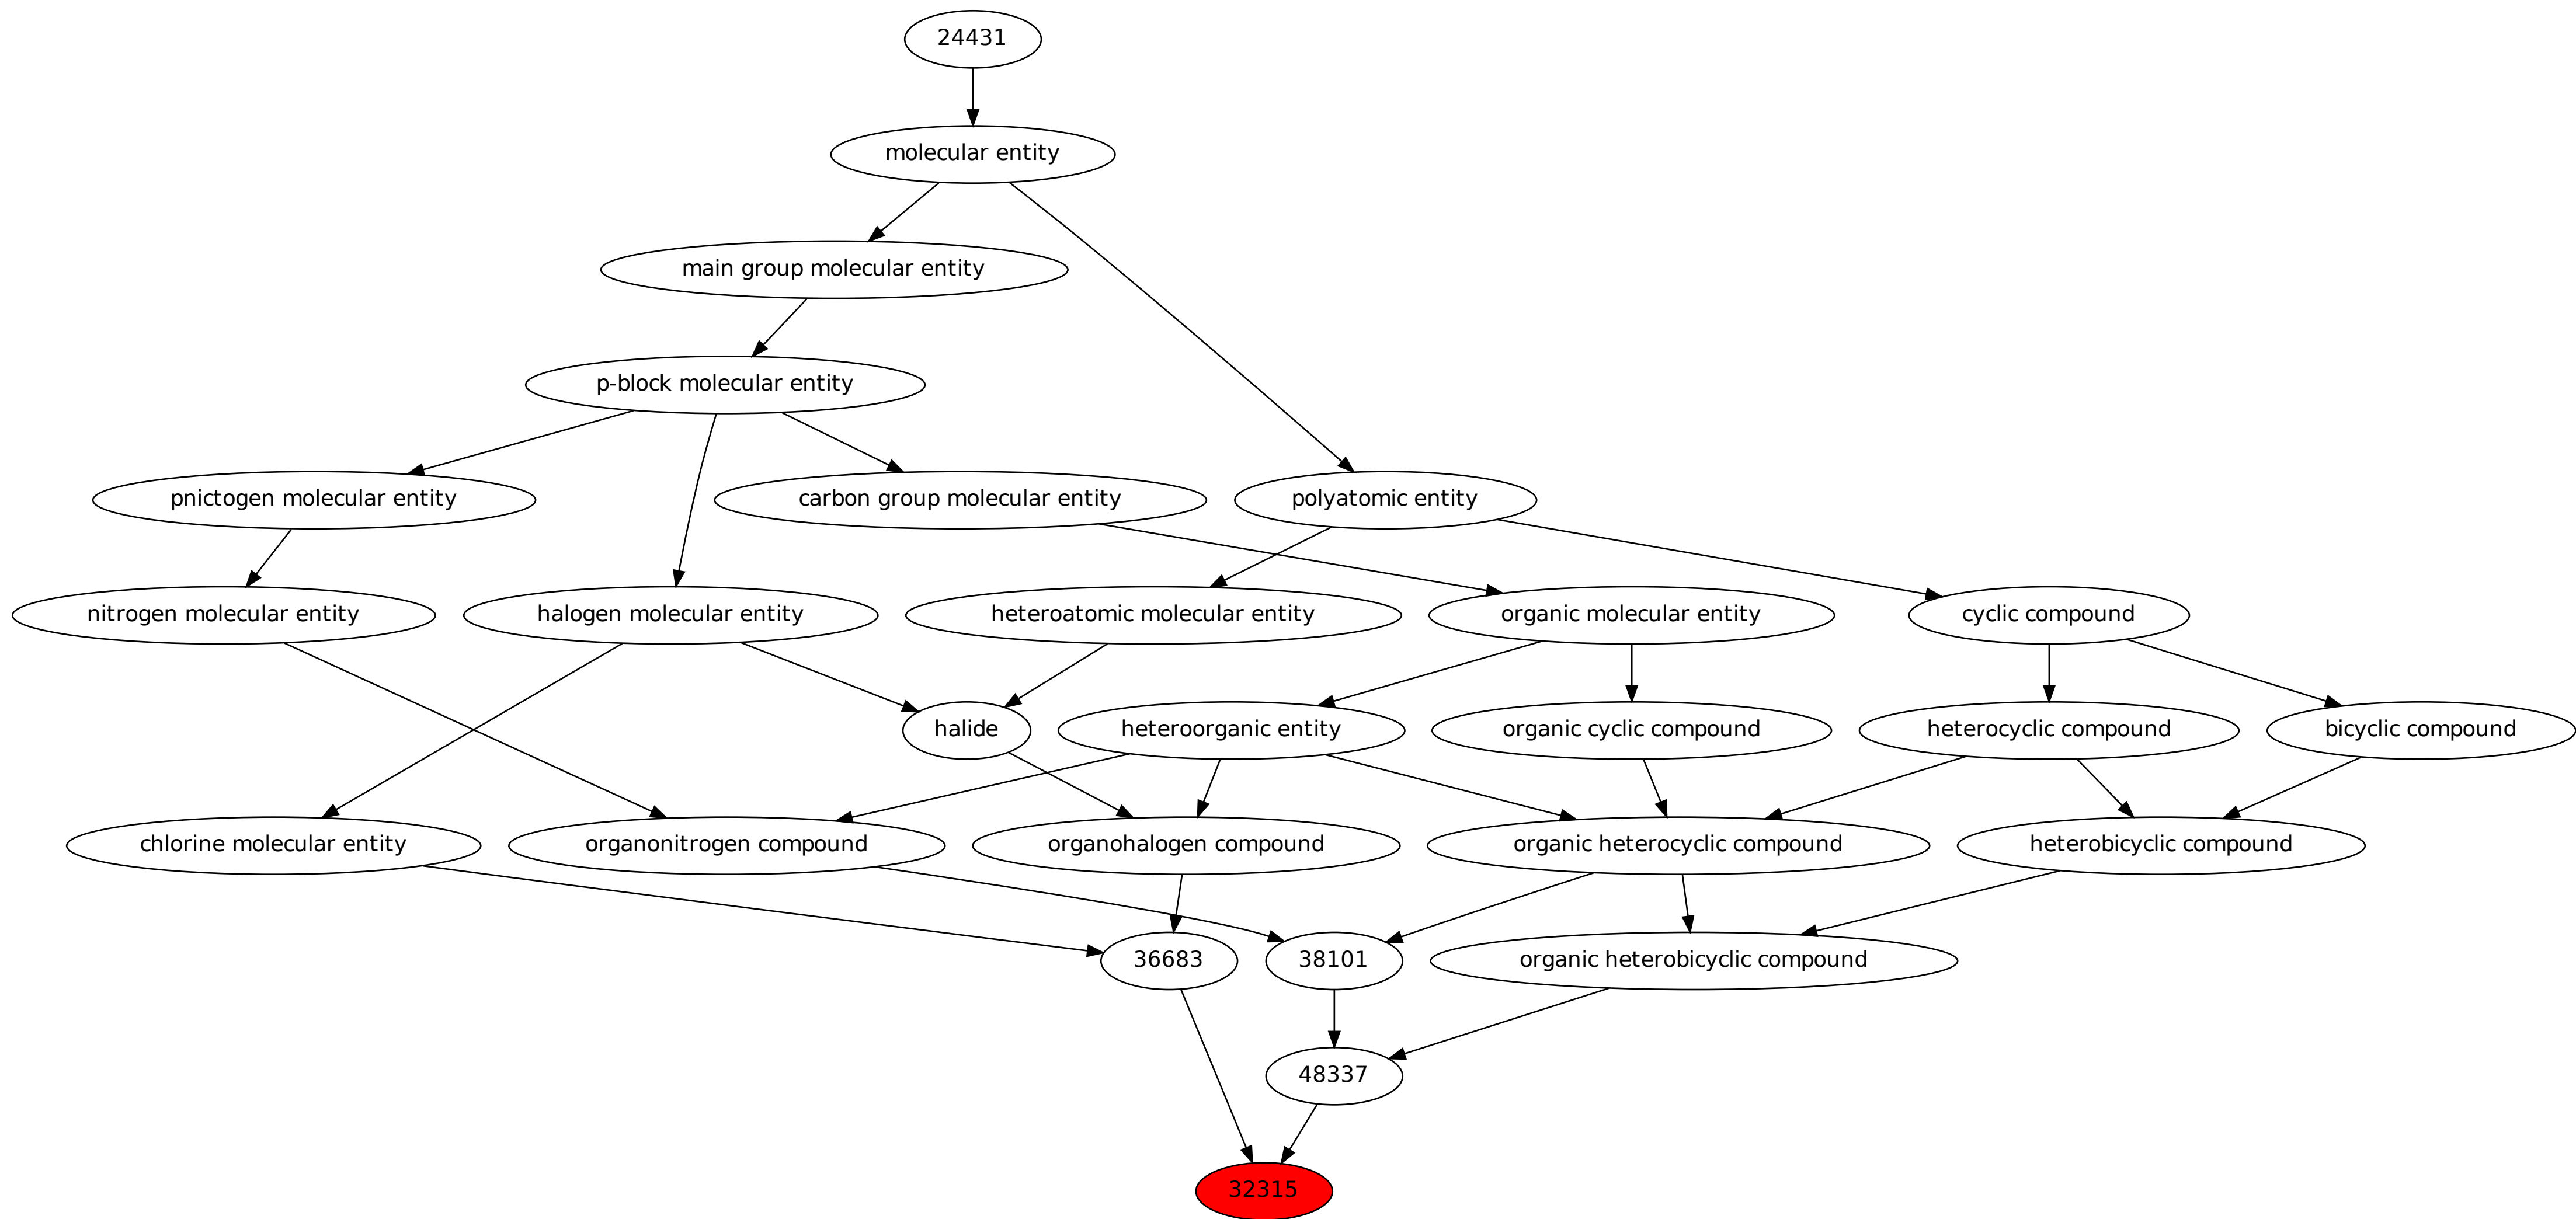 24431
molecular entity
main group molecular entity
p-block molecular entity
pnictogen molecular entity
carbon group molecular entity
polyatomic entity
nitrogen molecular entity
halogen molecular entity
heteroatomic molecular entity
organic molecular entity
cyclic compound
halide
heteroorganic entity
organic cyclic compound
heterocyclic compound
bicyclic compound
chlorine molecular entity
organonitrogen compound
organohalogen compound
organic heterocyclic compound
heterobicyclic compound
36683
38101
organic heterobicyclic compound
48337
32315